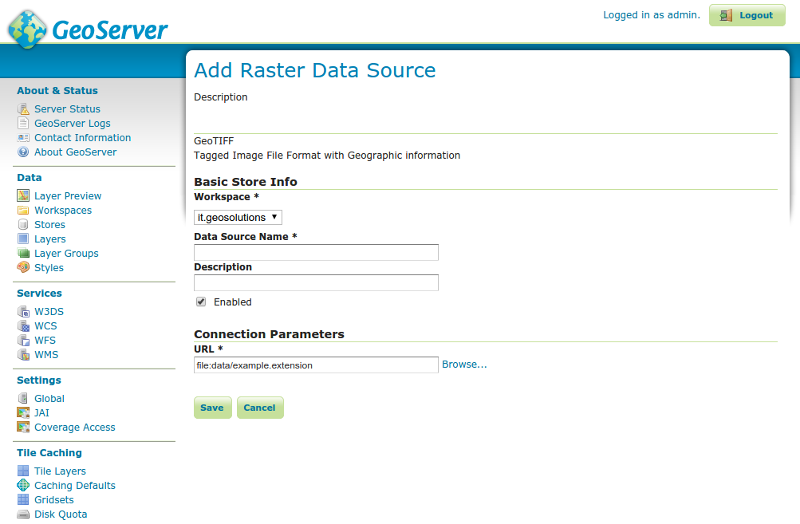 GeoServer
Logged in as admin.
Logout
About & Status
Server Status
GeoServer Logs
Contact Information
About GeoServer
Data
Layer Preview
Workspaces
Stores
Layers
Layer Groups
Styles
Services
W3DS
WCS
WFS
WMS
Settings
Global
JAI
Coverage Access
Tile Caching
Tile Layers
Caching Defaults
Gridsets
Disk Quota
Add Raster Data Source
Description
GeoTIFF
Tagged Image File Format with Geographic information
Basic Store Info
Workspace *
it.geosolutions
Data Source Name *
Description
Enabled
Connection Parameters
URL *
file:data/example.extension Browse...
Save Cancel